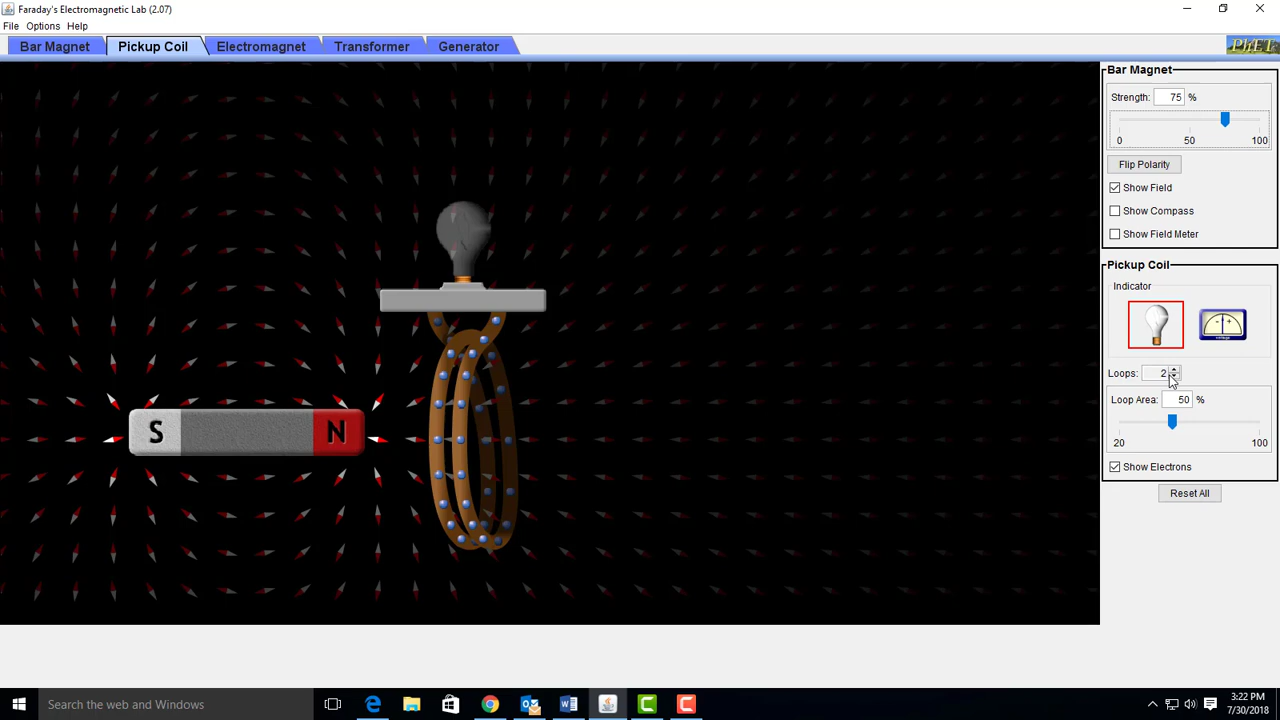 Faraday's Electromagnetic Lab (2.07)
File Options Help
Bar Magnet Pickup Coil Electromagnet Transformer Generator
PhET
Bar Magnet
Strength: 75 %
0 50 100
Flip Polarity
Show Field
Show Compass
Show Field Meter
Pickup Coil
Indicator
Loops: 2
Loop Area: 50 %
20 100
Show Electrons
Reset All
S N
Search the web and Windows
3:22 PM
7/30/2018